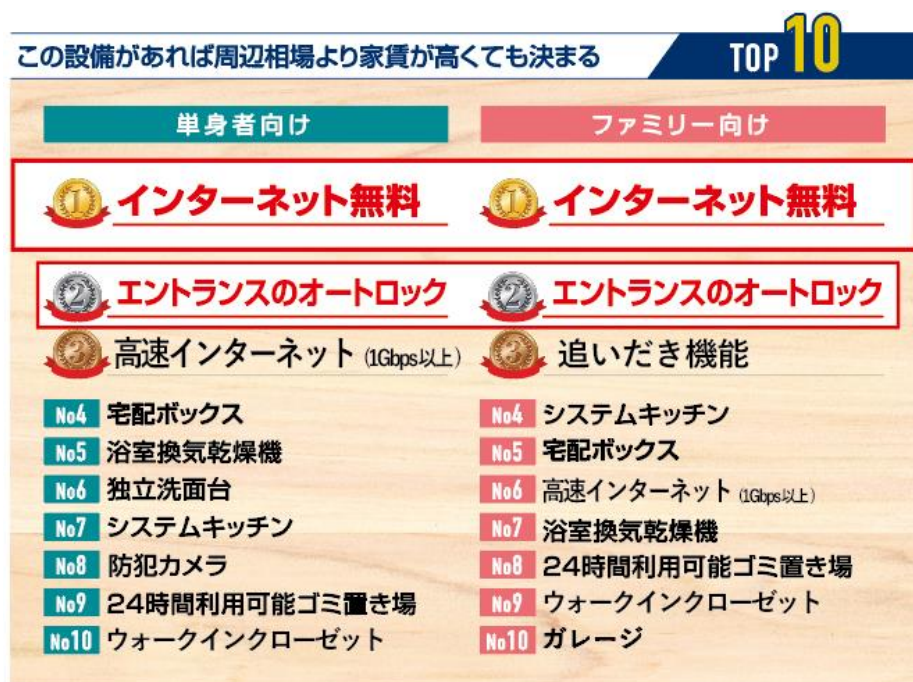 この設備があれば周辺相場より家賃が高くても決まる
TOP10
単身者向け
1 インターネット無料
2 エントランスのオートロック
3 高速インターネット(1Gbps以上)
No4 宅配ボックス
No5 浴室換気乾燥機
No6 独立洗面台
No7 システムキッチン
No8 防犯カメラ
No9 24時間利用可能ゴミ置き場
No10 ウォークインクローゼット
ファミリー向け
1 インターネット無料
2 エントランスのオートロック
3 追いだき機能
No4 システムキッチン
No5 宅配ボックス
No6 高速インターネット(1Gbps以上)
No7 浴室換気乾燥機
No8 24時間利用可能ゴミ置き場
No9 ウォークインクローゼット
No10 ガレージ